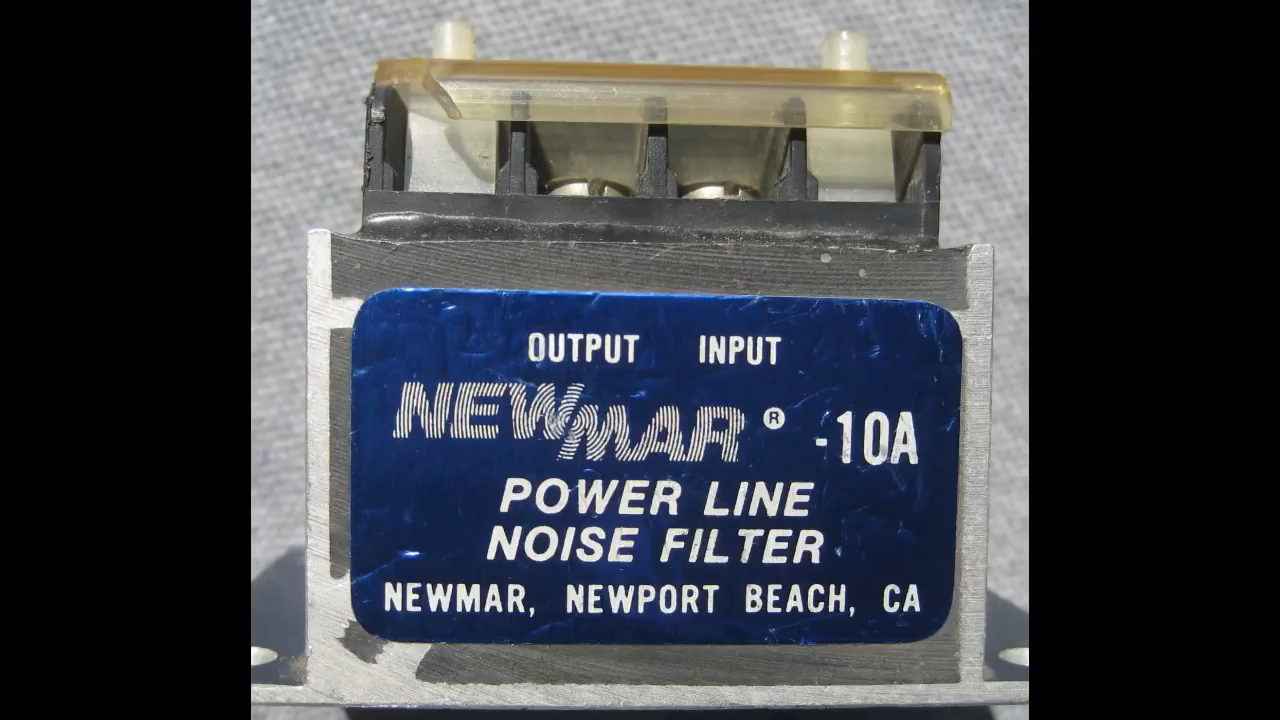 OUTPUT INPUT
NEWMAR® -10A
POWER LINE
NOISE FILTER
NEWMAR, NEWPORT BEACH, CA